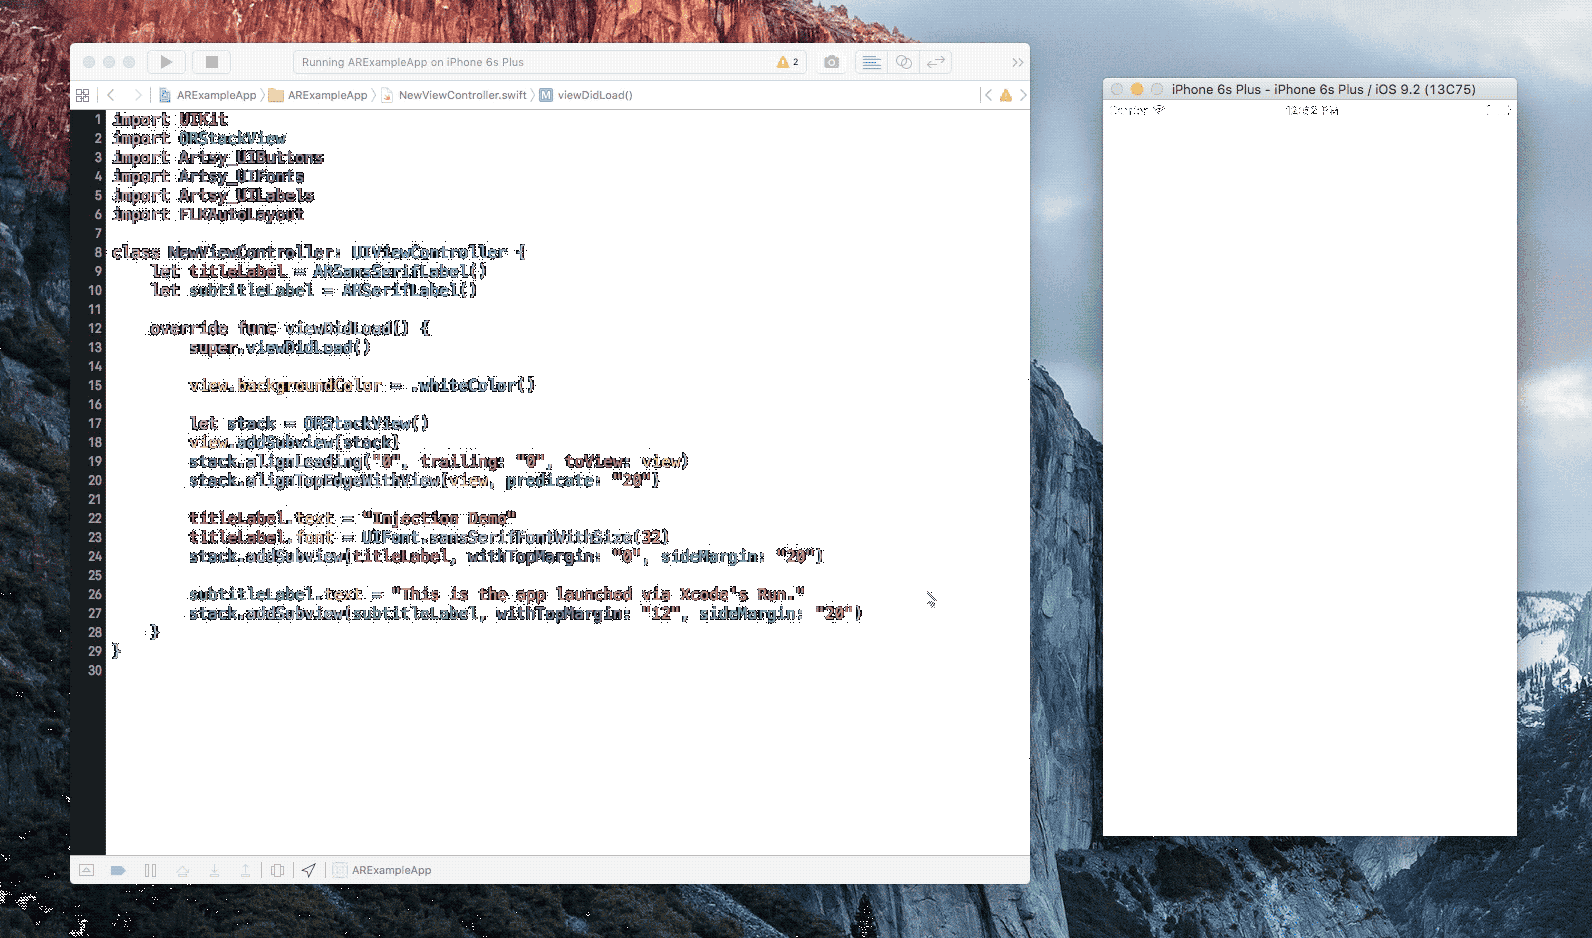 Running ARExampleApp on iPhone 6s Plus
2
ARExampleApp ARExampleApp NewViewController.swift M viewDidLoad()
1 import UIKit
2 import ORStackView
3 import Artsy_UIButtons
4 import Artsy_UIFonts
5 import Artsy_UILabels
6 import FLKAutoLayout
7
8 class NewViewController: UIViewController {
9 let titleLabel = ARSansSerifLabel()
10 let subtitleLabel = ARSerifLabel()
11
12 override func viewDidLoad() {
13 super.viewDidLoad()
14
15 view.backgroundColor = .whiteColor()
16
17 let stack = ORStackView()
18 view.addSubview(stack)
19 stack.alignLeading("0", trailing: "0", toView: view)
20 stack.alignTopEdgeWithView(view, predicate: "20")
21
22 titleLabel.text = "Injection Demo"
23 titleLabel.font = UIFont.sansSerifFontWithSize(32)
24 stack.addSubview(titleLabel, withTopMargin: "0", sideMargin: "20")
25
26 subtitleLabel.text = "This is the app launched via Xcode's Run."
27 stack.addSubview(subtitleLabel, withTopMargin: "12", sideMargin: "20")
28 }
29 }
30
ARExampleApp
iPhone 6s Plus - iPhone 6s Plus / iOS 9.2 (13C75)
Carrier